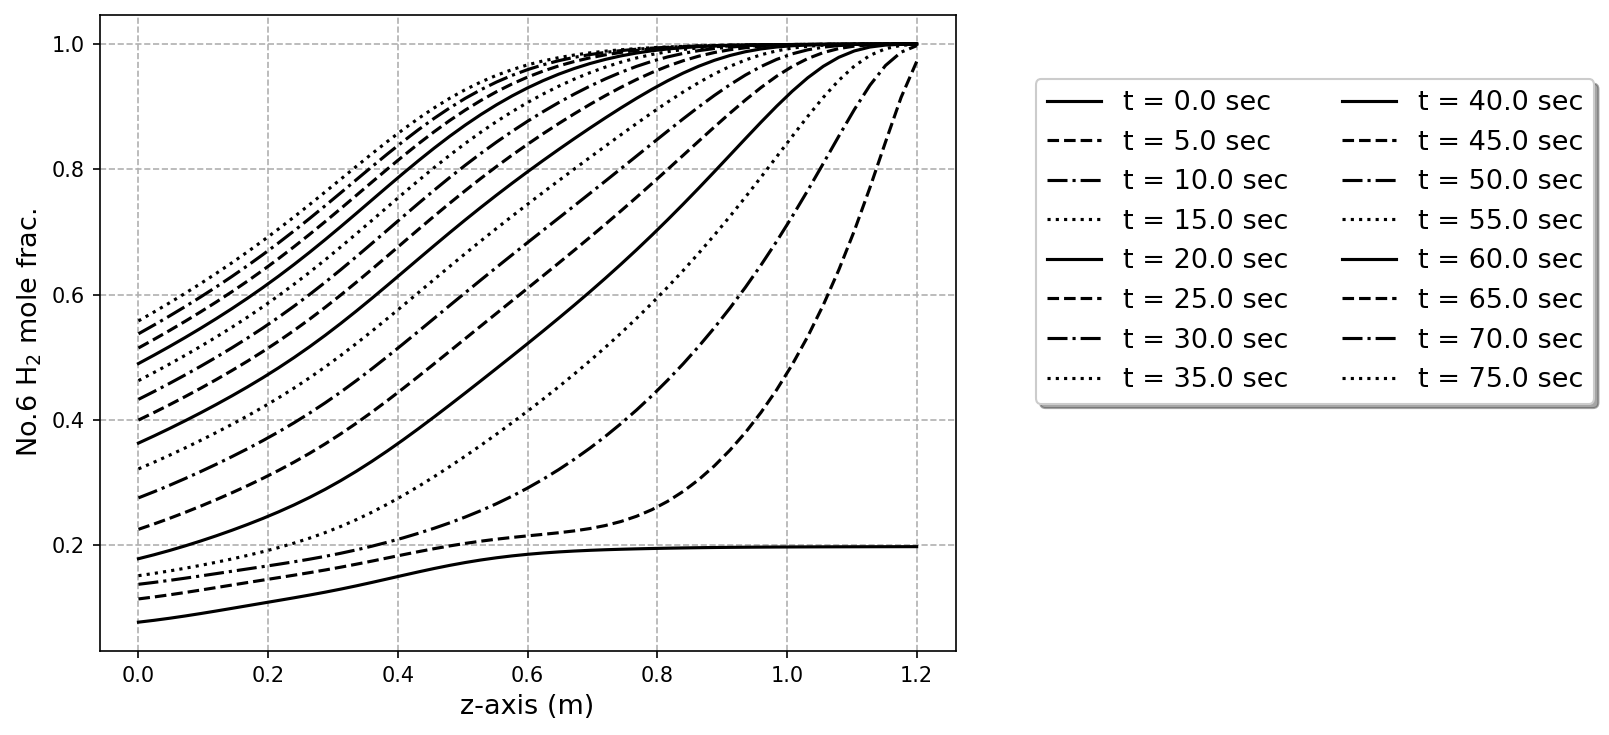 1.0
0.8
0.6
0.4
0.2
No.6 H₂ mole frac.
0.0 0.2 0.4 0.6 0.8 1.0 1.2
z-axis (m)
t = 0.0 sec
t = 5.0 sec
t = 10.0 sec
t = 15.0 sec
t = 20.0 sec
t = 25.0 sec
t = 30.0 sec
t = 35.0 sec
t = 40.0 sec
t = 45.0 sec
t = 50.0 sec
t = 55.0 sec
t = 60.0 sec
t = 65.0 sec
t = 70.0 sec
t = 75.0 sec